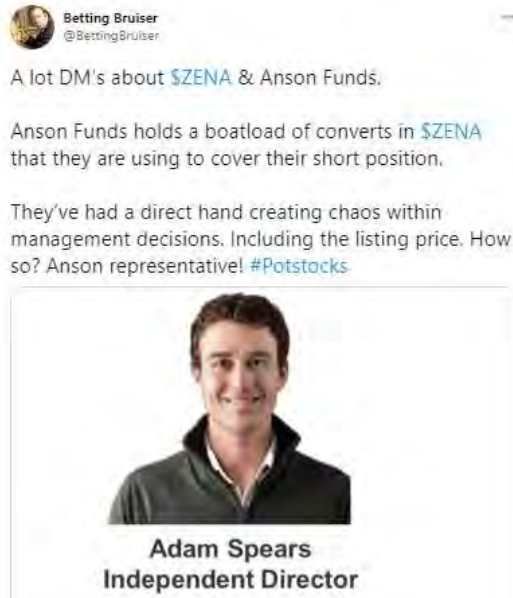 Betting Bruiser
@BettingBruiser
A lot DM's about $ZENA & Anson Funds.
Anson Funds holds a boatload of converts in $ZENA
that they are using to cover their short position.
They've had a direct hand creating chaos within
management decisions. Including the listing price. How
so? Anson representative! #Potstocks
Adam Spears
Independent Director